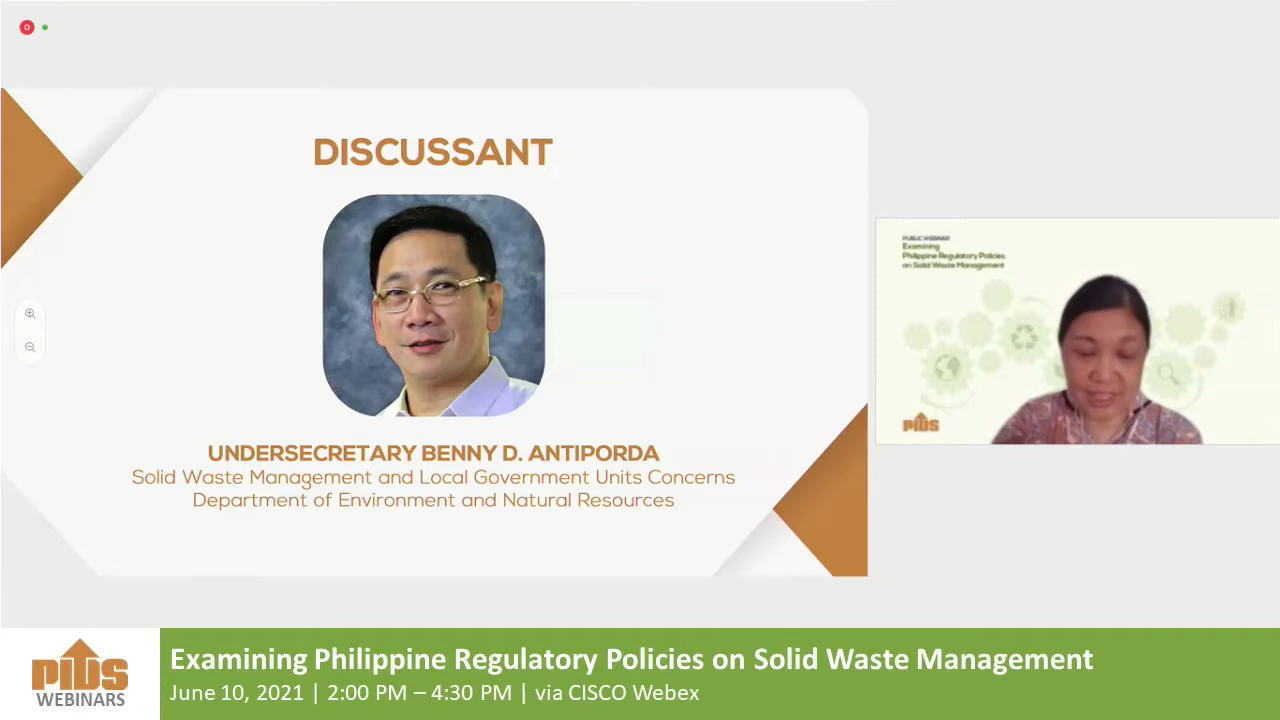 DISCUSSANT
UNDERSECRETARY BENNY D. ANTIPORDA
Solid Waste Management and Local Government Units Concerns
Department of Environment and Natural Resources
PUBLIC WEBINAR
Examining
Philippine Regulatory Policies
on Solid Waste Management
PIDS
PIDS
WEBINARS
Examining Philippine Regulatory Policies on Solid Waste Management
June 10, 2021 | 2:00 PM – 4:30 PM | via CISCO Webex